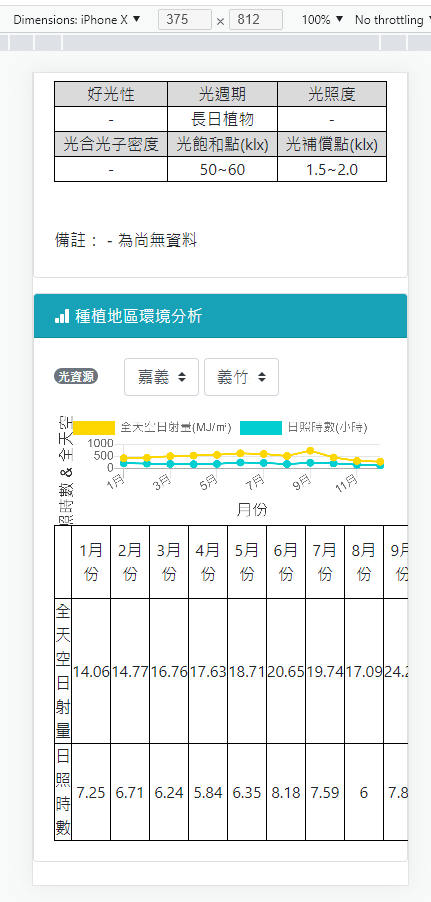 Dimensions: iPhone X ▼ 375 × 812 100% ▼ No throttling
好光性 光週期 光照度
- 長日植物 -
光合光子密度 光飽和點(klx) 光補償點(klx)
- 50~60 1.5~2.0
備註： - 為尚無資料
種植地區環境分析
光資源 嘉義 義竹
全天空日射量(MJ/㎡) 日照時數(小時)
照時數 & 全天空
1000
500
0
1月 3月 5月 7月 9月 11月
月份
1月份 2月份 3月份 4月份 5月份 6月份 7月份 8月份 9月份
全天空日射量 14.06 14.77 16.76 17.63 18.71 20.65 19.74 17.09 24.2
日照時數 7.25 6.71 6.24 5.84 6.35 8.18 7.59 6 7.8